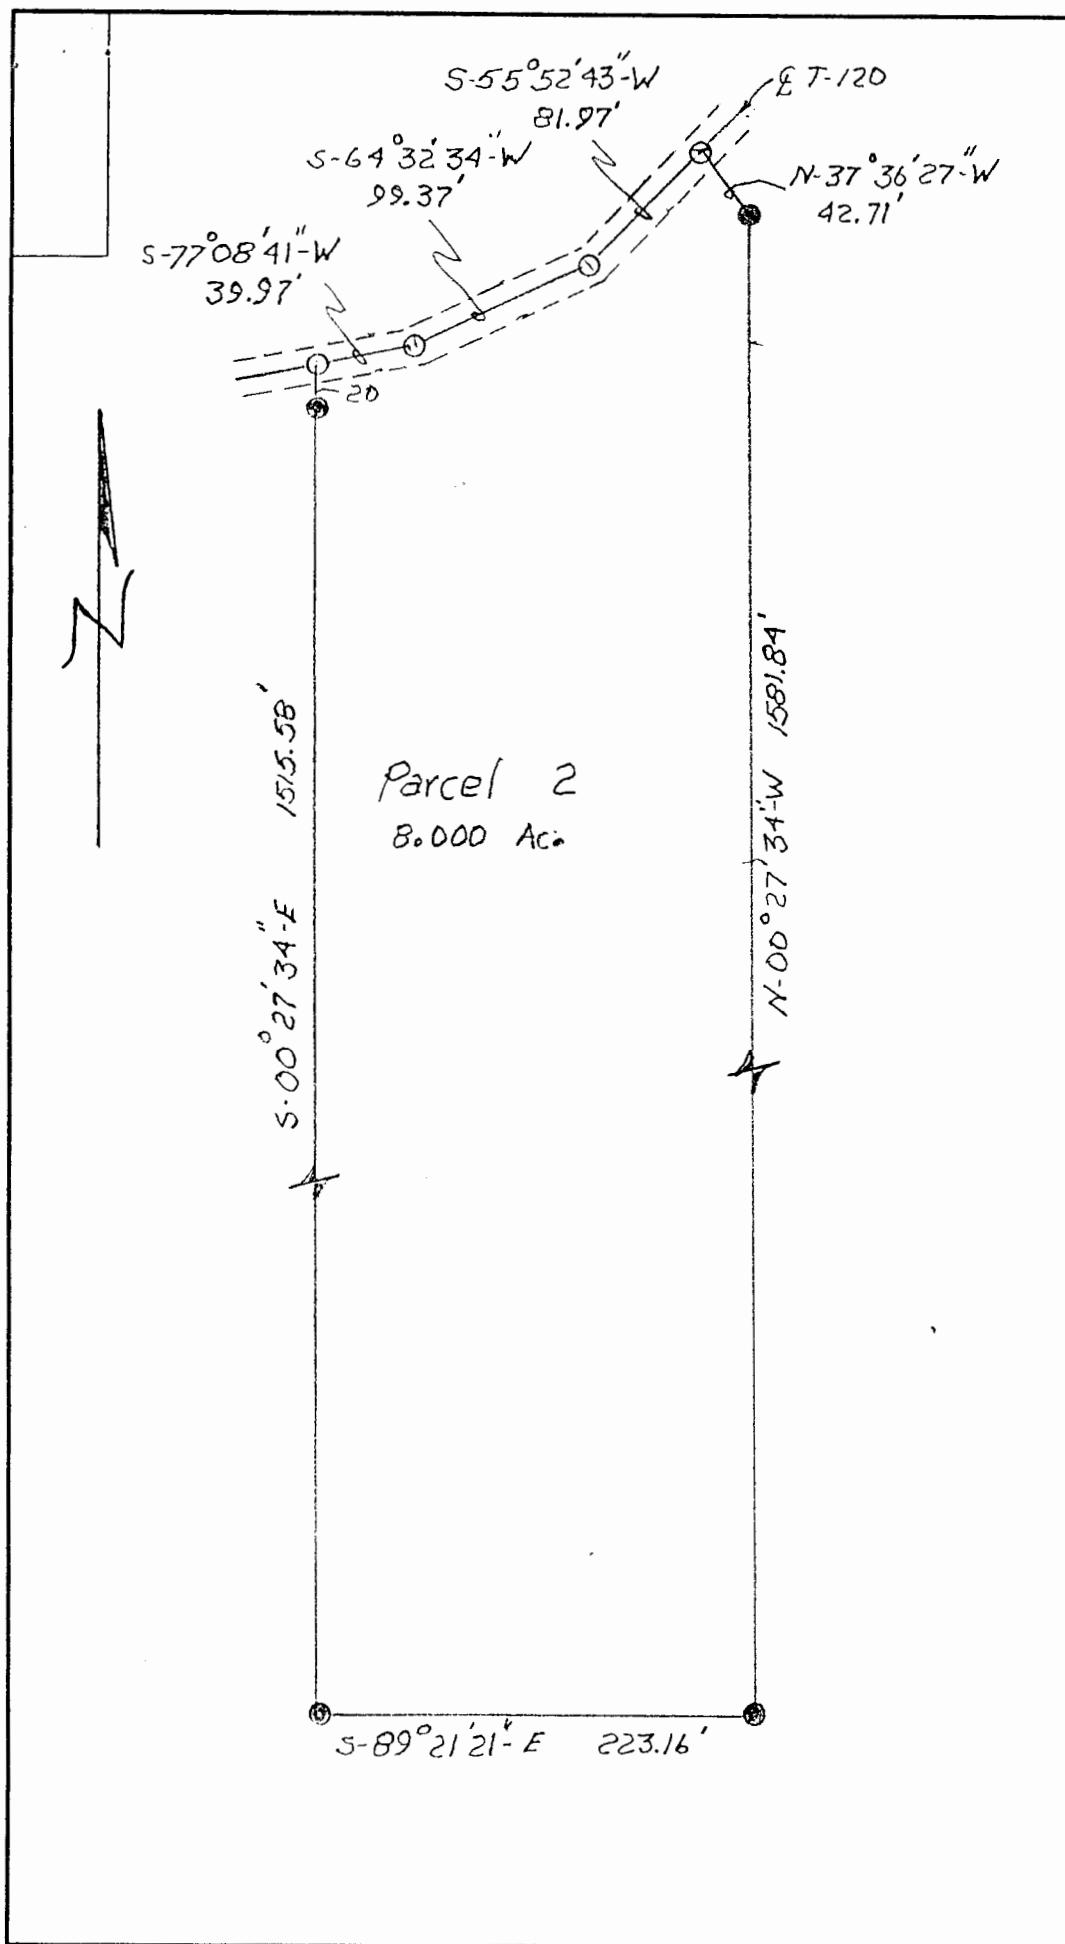 S-55°52'43"-W
81.97'
℄ T-120
S-64°32'34"-W
99.37'
N-37°36'27"-W
42.71'
S-77°08'41"-W
39.97'
20
N
S-00°27'34"-E 1515.58'
Parcel 2
8.000 Ac.
N-00°27'34"-W 1581.84'
S-89°21'21"-E 223.16'